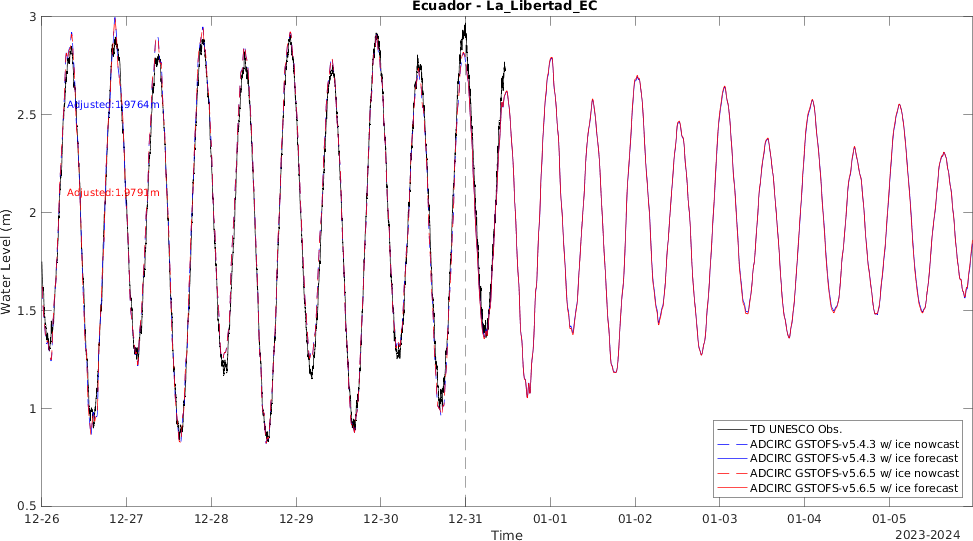 Ecuador - La_Libertad_EC
3
2.5
2
1.5
1
0.5
Water Level (m)
Adjusted:1.9764m
Adjusted:1.9791m
TD UNESCO Obs.
ADCIRC GSTOFS-v5.4.3 w/ ice nowcast
ADCIRC GSTOFS-v5.4.3 w/ ice forecast
ADCIRC GSTOFS-v5.6.5 w/ ice nowcast
ADCIRC GSTOFS-v5.6.5 w/ ice forecast
12-26 12-27 12-28 12-29 12-30 12-31 01-01 01-02 01-03 01-04 01-05
Time
2023-2024